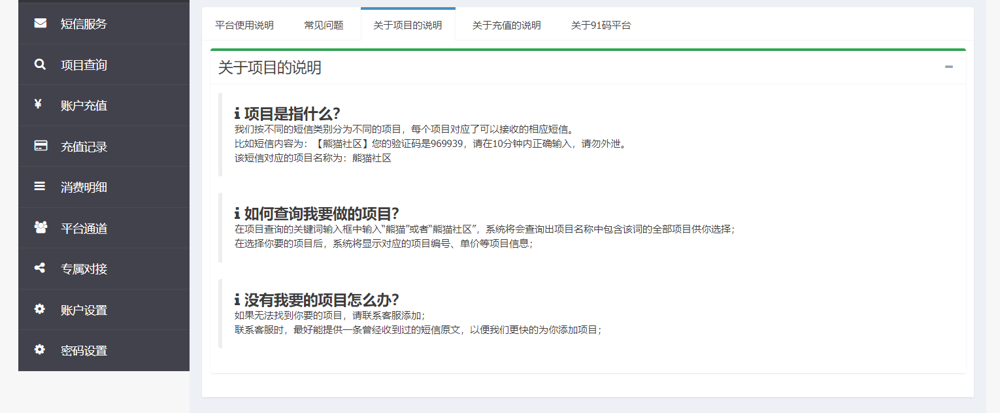 短信服务
项目查询
账户充值
充值记录
消费明细
平台通道
专属对接
账户设置
密码设置
平台使用说明
常见问题
关于项目的说明
关于充值的说明
关于91码平台
关于项目的说明
项目是指什么?
我们按不同的短信类别分为不同的项目，每个项目对应了可以接收的相应短信。
比如短信内容为：【熊猫社区】您的验证码是969939，请在10分钟内正确输入，请勿外泄。
该短信对应的项目名称为：熊猫社区
如何查询我要做的项目?
在项目查询的关键词输入框中输入“熊猫”或者“熊猫社区”，系统将会查询出项目名称中包含该词的全部项目供你选择；
在选择你要的项目后，系统将显示对应的项目编号、单价等项目信息；
没有我要的项目怎么办?
如果无法找到你要的项目，请联系客服添加；
联系客服时，最好能提供一条曾经收到过的短信原文，以便我们更快的为你添加项目；